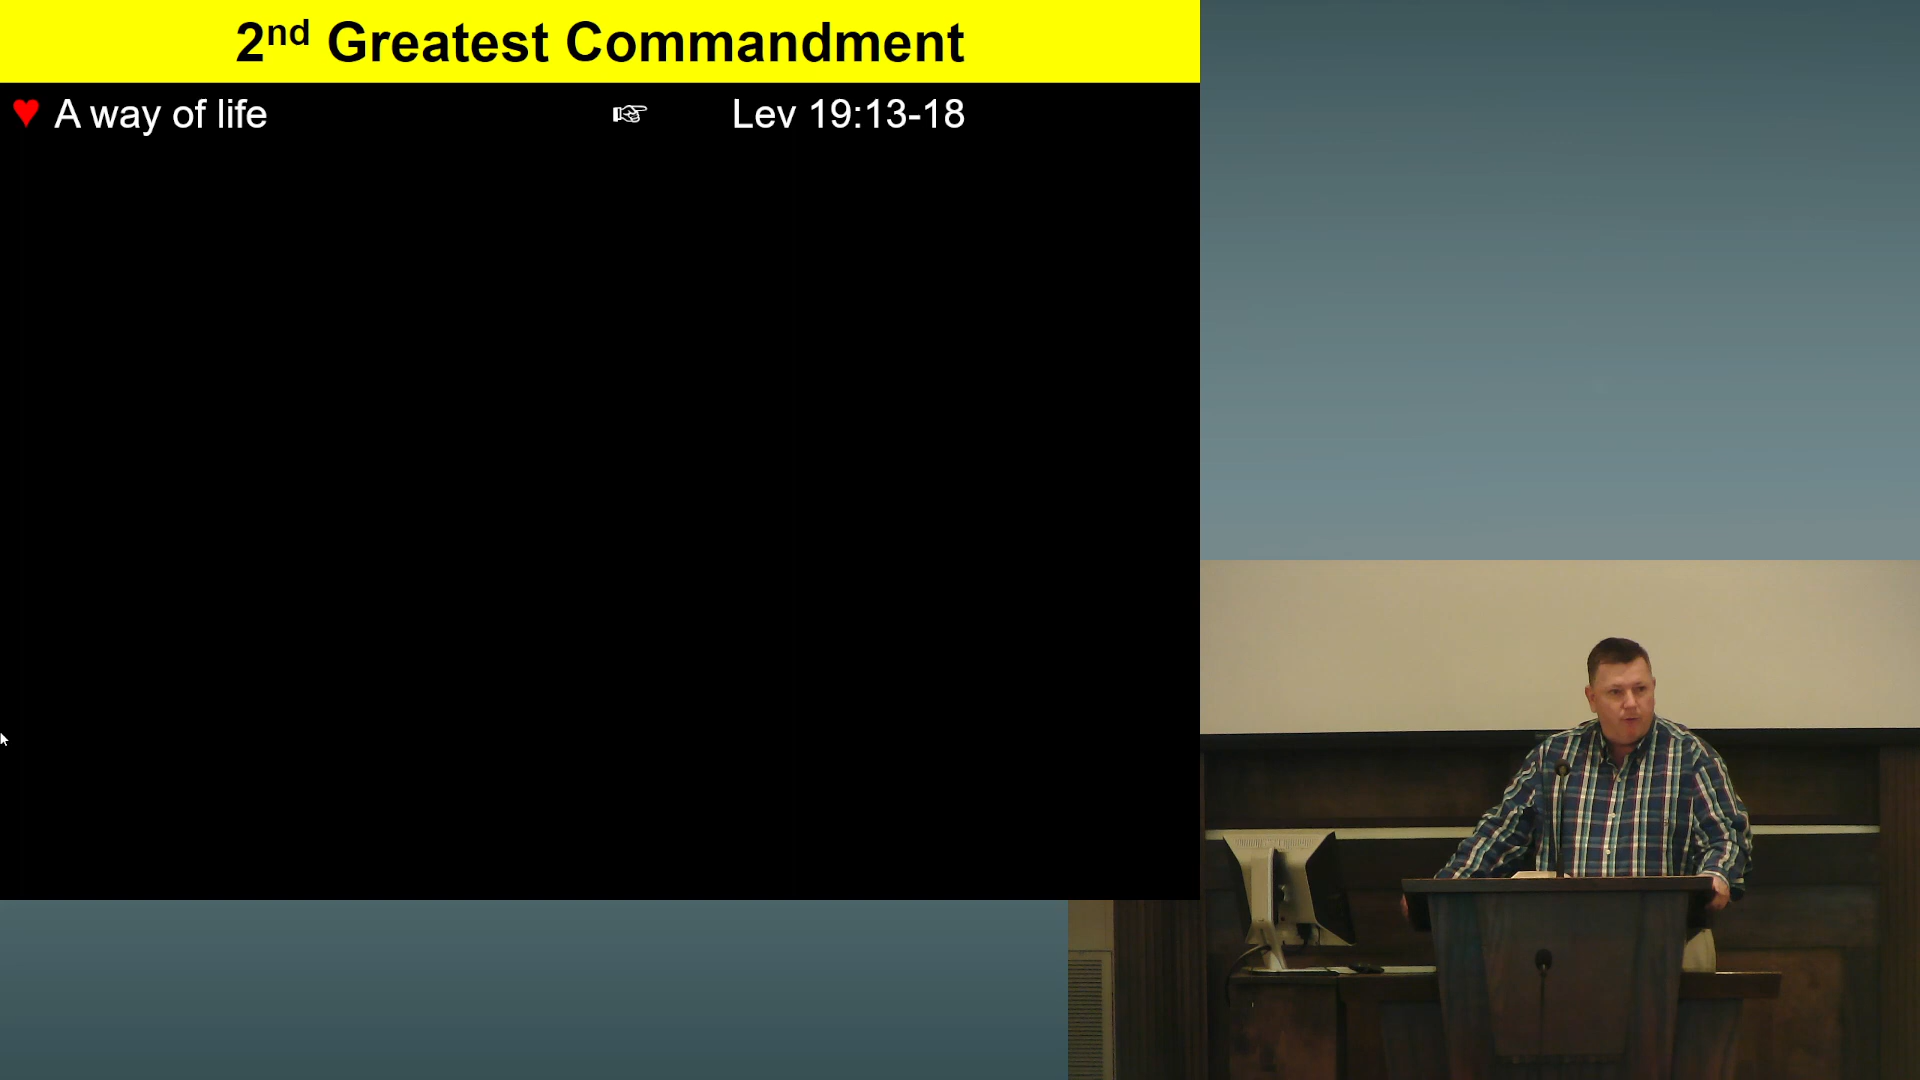 2nd Greatest Commandment
♥ A way of life ☞ Lev 19:13-18